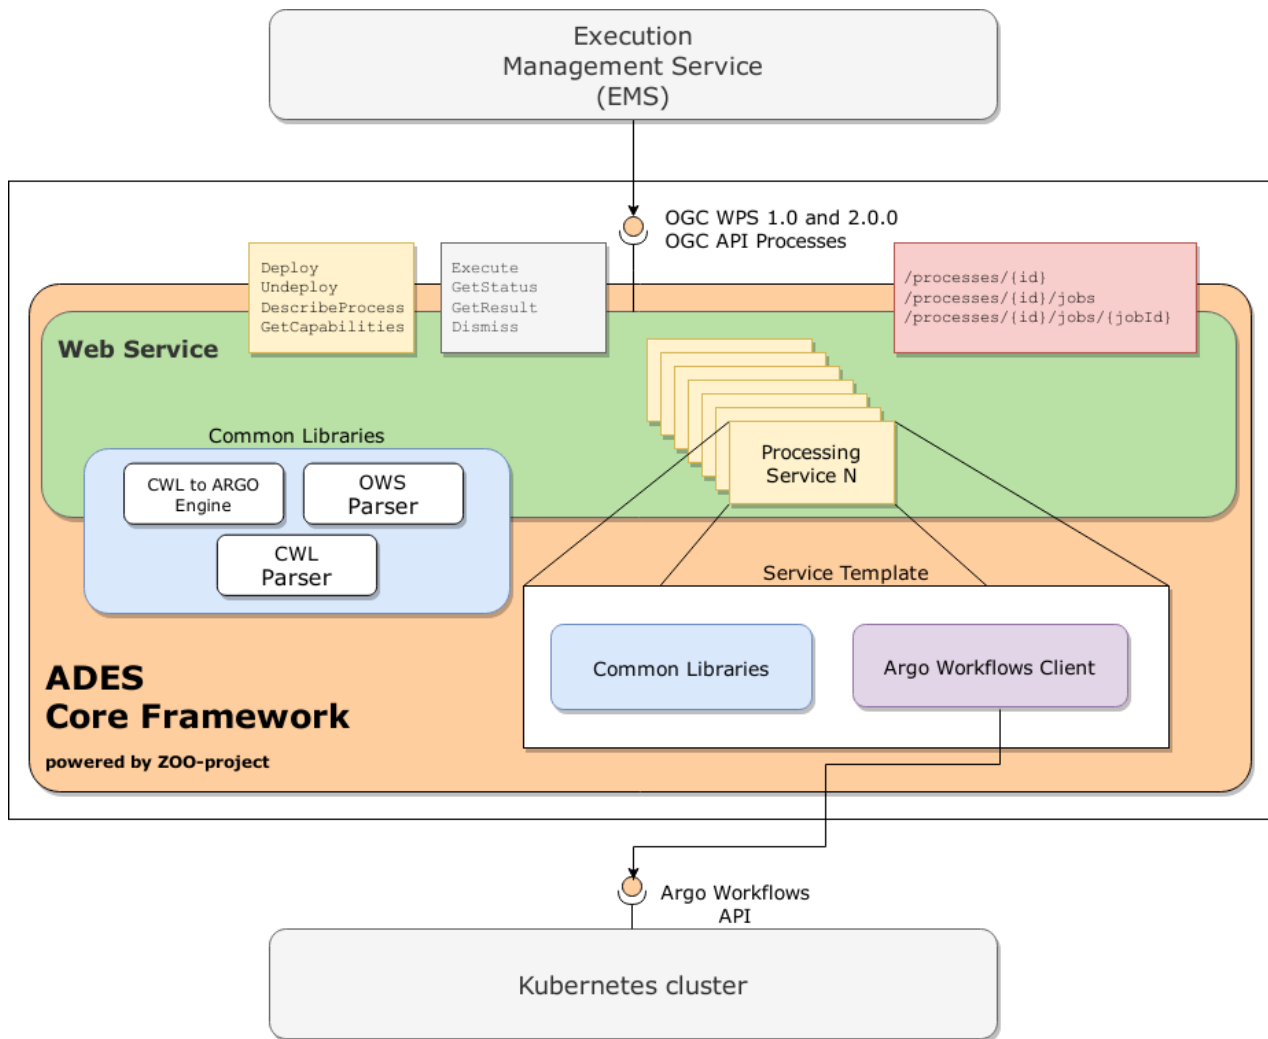 Execution
Management Service
(EMS)
OGC WPS 1.0 and 2.0.0
OGC API Processes
Deploy
Undeploy
DescribeProcess
GetCapabilities
Execute
GetStatus
GetResult
Dismiss
/processes/{id}
/processes/{id}/jobs
/processes/{id}/jobs/{jobId}
Web Service
Common Libraries
CWL to ARGO
Engine
OWS
Parser
CWL
Parser
Processing
Service N
Service Template
Common Libraries
Argo Workflows Client
ADES
Core Framework
powered by ZOO-project
Argo Workflows
API
Kubernetes cluster